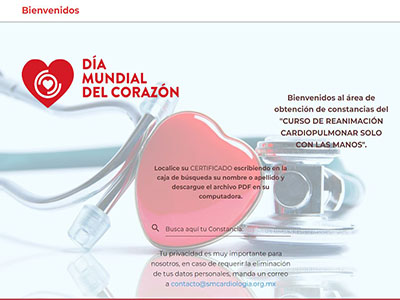 Bienvenidos
DÍA
MUNDIAL
DEL CORAZÓN
Bienvenidos al área de
obtención de constancias del
"CURSO DE REANIMACIÓN
CARDIOPULMONAR SOLO
CON LAS MANOS".
Localice su CERTIFICADO escribiendo en la
caja de búsqueda su nombre o apellido y
descargue el archivo PDF en su
computadora.
Busca aquí tu Constancia
Tu privacidad es muy importante para
nosotros, en caso de requerir la eliminación
de tus datos personales, manda un correo
a contacto@smcardiologia.org.mx